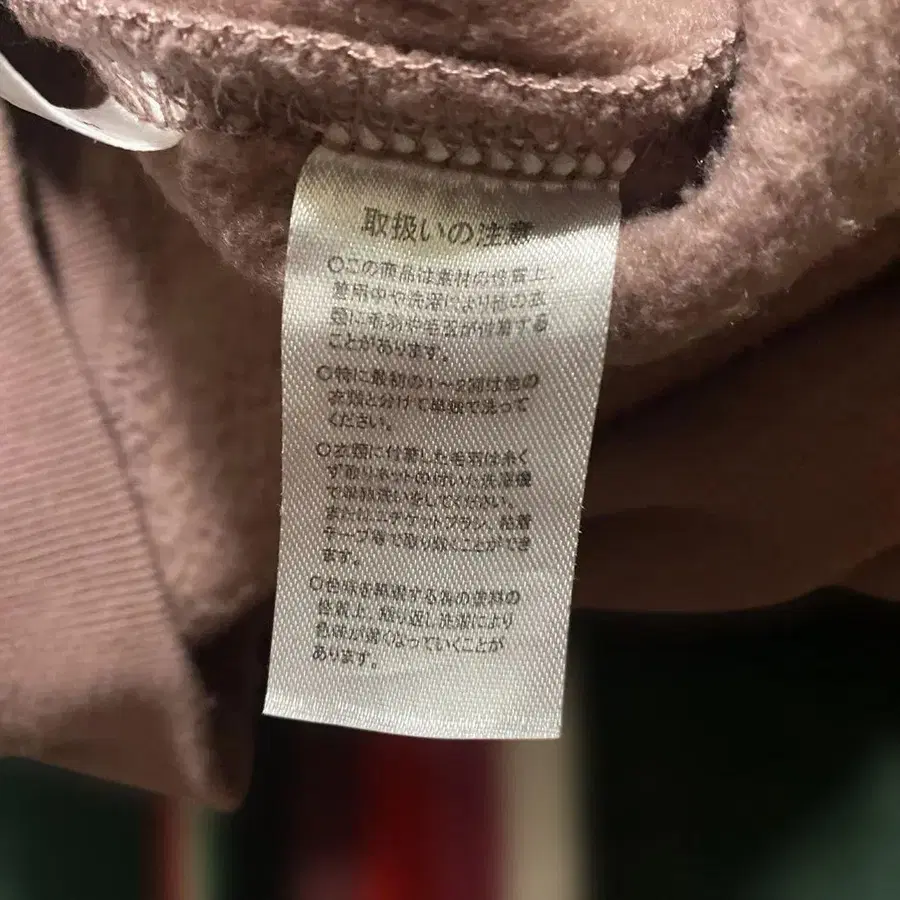 取扱いの注意
○この商品は素材の性質上、
着用中や洗濯により他の衣
類に毛羽や毛玉が付着する
ことがあります。
○特に最初の1～2回は他の
衣類と分けて単独で洗って
ください。
○衣類に付着した毛羽は糸く
ず取りネットの付いた洗濯機
で単独洗いをしてください。
またはエチケットブラシ、粘着
テープ等で取り除くことができ
ます。
○色味を表現する為の染料の
性質上、繰り返し洗濯により
色味が薄くなっていくことが
あります。